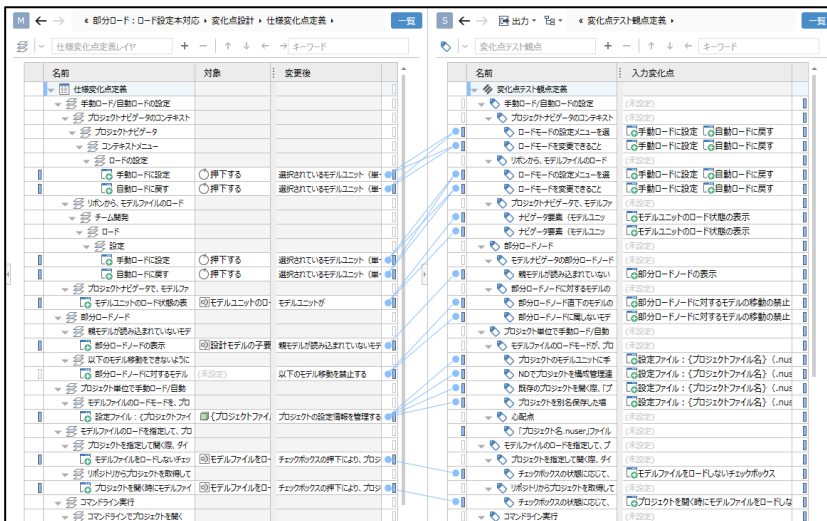 M ← → « 部分ロード：ロード設定本対応 › 変化点設計 › 仕様変化点定義 › 一覧
仕様変化点定義レイヤ + − ↑ ↓ ← → キーワード
名前 対象 変更後
仕様変化点定義
手動ロード/自動ロードの設定
プロジェクトナビゲータのコンテキスト
プロジェクトナビゲータ
コンテキストメニュー
ロードの設定
手動ロードに設定 押下する 選択されているモデルユニット（単一
自動ロードに戻す 押下する 選択されているモデルユニット（単一
リボンから、モデルファイルのロード
チーム開発
ロード
設定
手動ロードに設定 押下する 選択されているモデルユニット（単一
自動ロードに戻す 押下する 選択されているモデルユニット（単一
プロジェクトナビゲータで、モデルファ
モデルユニットのロード状態の表 モデルユニットのロー モデルユニットが
部分ロードノード
親モデルが読み込まれていないモデ
部分ロードノードの表示 設計モデルの子要 親モデルが読み込まれていないモデ
以下のモデル移動をできないように
部分ロードノードに対するモデル (未設定) 以下のモデル移動を禁止する
プロジェクト単位で手動ロード/自動
モデルファイルのロードモードを、プロ
設定ファイル：{プロジェクトファイ {プロジェクトファイル プロジェクトの設定情報を管理する
モデルファイルのロードを指定して、プロ
プロジェクトを指定して開く際、ダイ
モデルファイルをロードしないチェッ モデルファイルをロー チェックボックスの押下により、プロジ
リポジトリからプロジェクトを取得して
プロジェクトを開く時にモデルファイ モデルファイルをロー チェックボックスの押下により、プロジ
コマンドライン実行
コマンドラインでプロジェクトを開く
S ← → 出力 « 変化点テスト観点定義 › 一覧
変化点テスト観点 + − ↑ ↓ ← → キーワード
名前 入力変化点
変化点テスト観点定義
手動ロード/自動ロードの設定 (未設定)
プロジェクトナビゲータのコンテキスト (未設定)
ロードモードの設定メニューを選 手動ロードに設定 自動ロードに戻す
ロードモードを変更できること 手動ロードに設定 自動ロードに戻す
リボンから、モデルファイルのロード (未設定)
ロードモードの設定メニューを選 手動ロードに設定 自動ロードに戻す
ロードモードを変更できること 手動ロードに設定 自動ロードに戻す
プロジェクトナビゲータで、モデルファ (未設定)
ナビゲータ要素（モデルユニッ モデルユニットのロード状態の表示
ナビゲータ要素（モデルユニッ モデルユニットのロード状態の表示
部分ロードノード (未設定)
モデルナビゲータの部分ロードノード (未設定)
親モデルが読み込まれていない 部分ロードノードの表示
部分ロードノードに対するモデルの (未設定)
部分ロードノード直下のモデルの 部分ロードノードに対するモデルの移動の禁止
部分ロードノードに属しないモデ 部分ロードノードに対するモデルの移動の禁止
プロジェクト単位で手動ロード/自動 (未設定)
モデルファイルのロードモードが、プロ (未設定)
プロジェクトのモデルユニットに手 設定ファイル：{プロジェクトファイル名}（.nus
NDでプロジェクトを構成管理連 設定ファイル：{プロジェクトファイル名}（.nus
既存のプロジェクトを開く際、「プ 設定ファイル：{プロジェクトファイル名}（.nus
プロジェクトを別名保存した場 設定ファイル：{プロジェクトファイル名}（.nus
心配点 (未設定)
「プロジェクト名.nuser」ファイル (未設定)
モデルファイルのロードを指定して、プ (未設定)
プロジェクトを指定して開く際、ダイ (未設定)
チェックボックスの状態に応じて、 モデルファイルをロードしないチェックボックス
リポジトリからプロジェクトを取得して (未設定)
チェックボックスの状態に応じて、 プロジェクトを開く時にモデルファイルをロードしな
コマンドライン実行 (未設定)